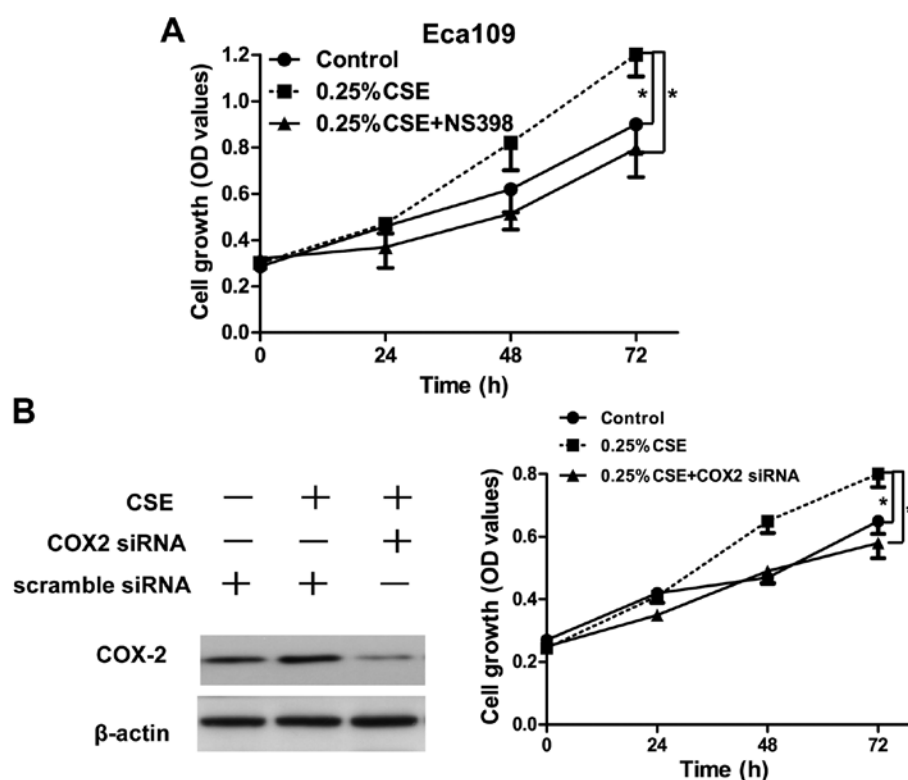 A
Eca109
Control
0.25%CSE
0.25%CSE+NS398
* *
Cell growth (OD values)
1.2
1.0
0.8
0.6
0.4
0.2
0.0
0 24 48 72
Time (h)
B
CSE — + +
COX2 siRNA — — +
scramble siRNA + + —
COX-2
β-actin
Control
0.25%CSE
0.25%CSE+COX2 siRNA
* *
Cell growth (OD values)
0.8
0.6
0.4
0.2
0.0
0 24 48 72
Time (h)